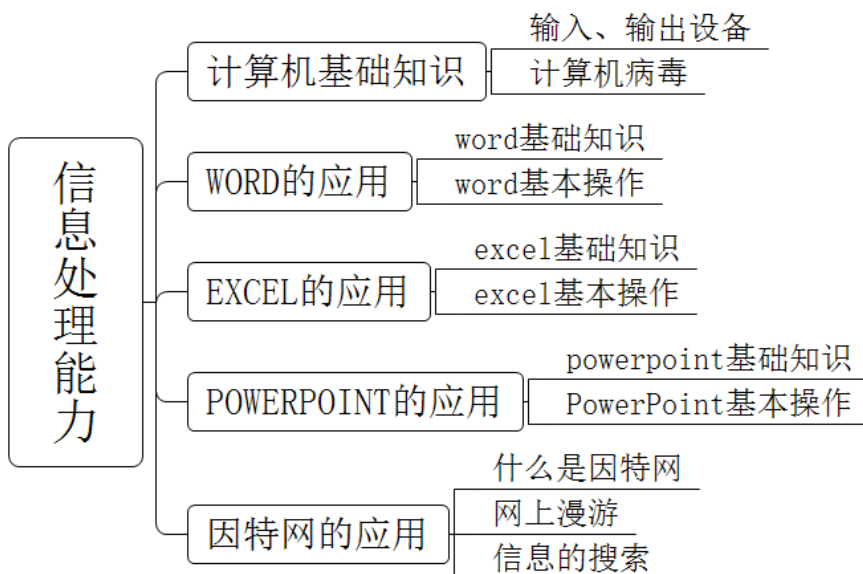 信息处理能力
计算机基础知识
输入、输出设备
计算机病毒
WORD的应用
word基础知识
word基本操作
EXCEL的应用
excel基础知识
excel基本操作
POWERPOINT的应用
powerpoint基础知识
PowerPoint基本操作
因特网的应用
什么是因特网
网上漫游
信息的搜索